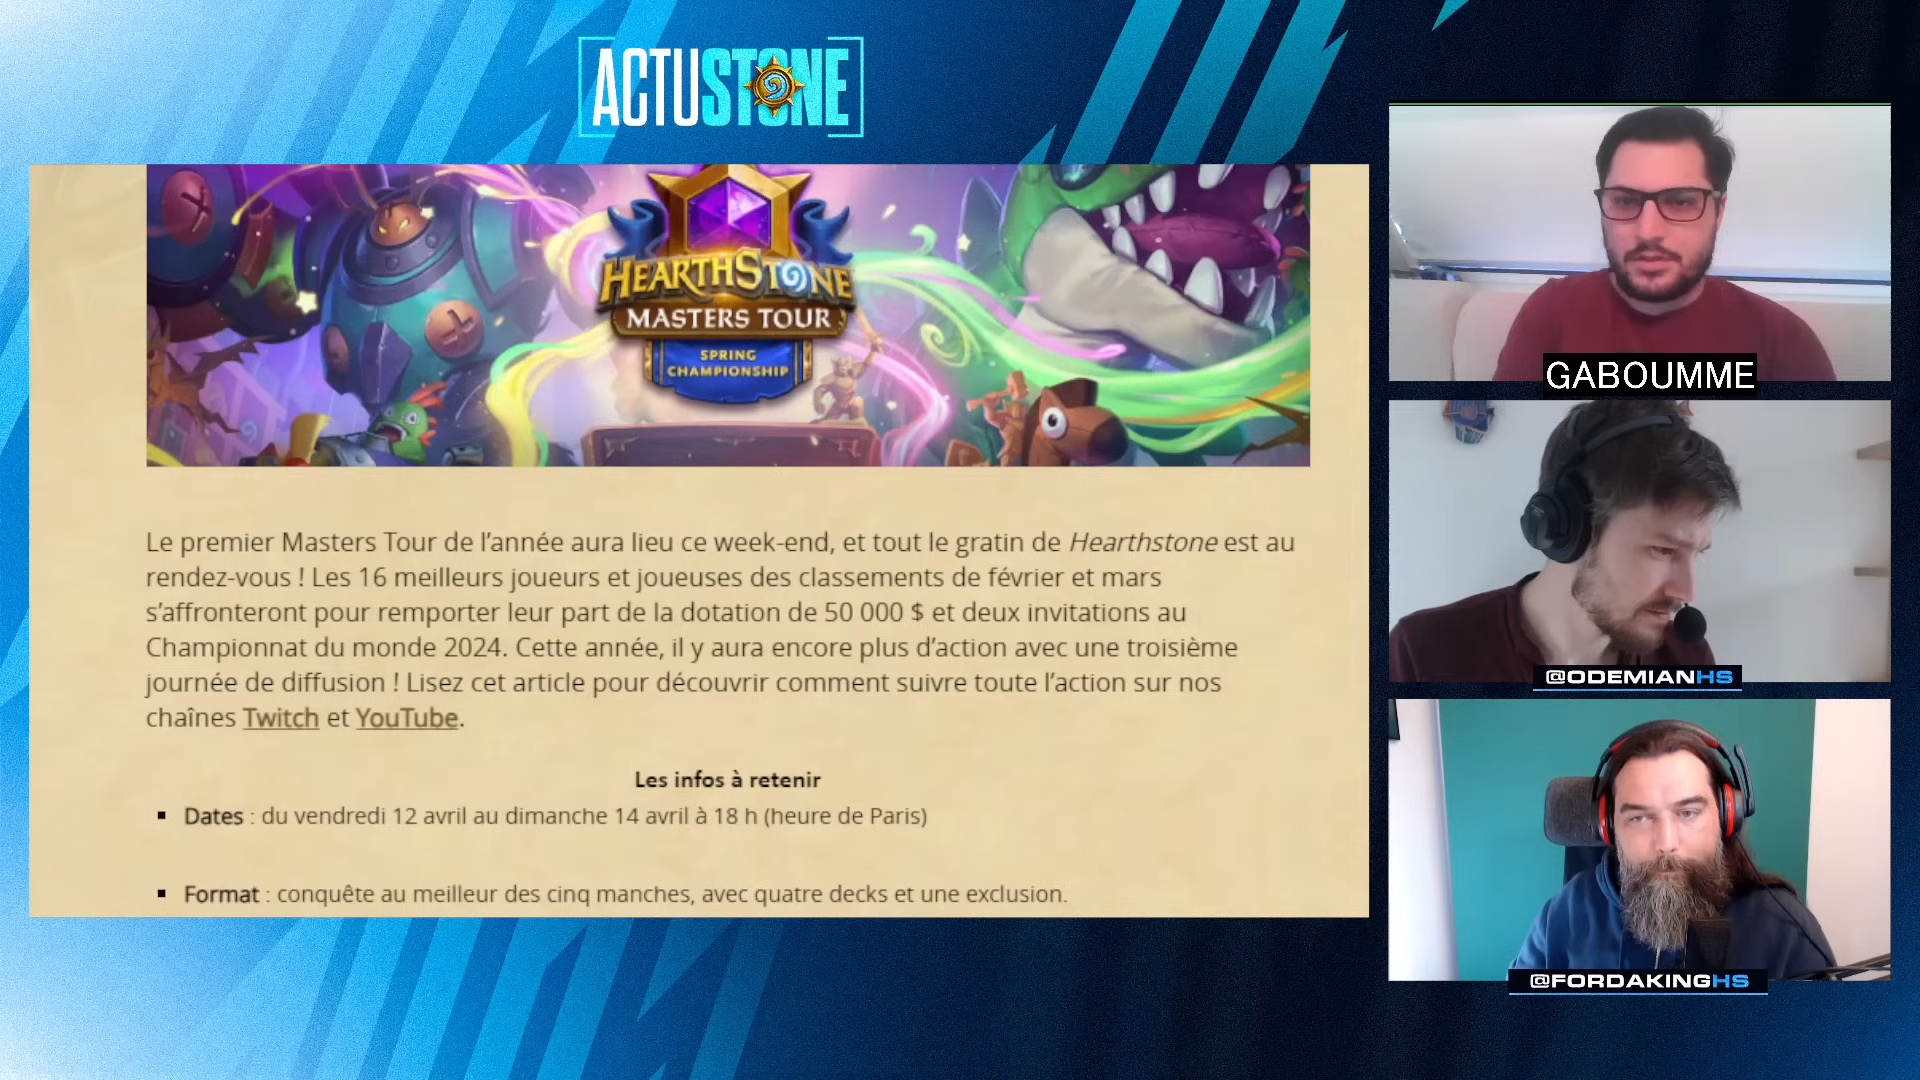 ACTUSTONE
HEARTHSTONE
MASTERS TOUR
SPRING
CHAMPIONSHIP
Le premier Masters Tour de l’année aura lieu ce week-end, et tout le gratin de Hearthstone est au
rendez-vous ! Les 16 meilleurs joueurs et joueuses des classements de février et mars
s’affronteront pour remporter leur part de la dotation de 50 000 $ et deux invitations au
Championnat du monde 2024. Cette année, il y aura encore plus d’action avec une troisième
journée de diffusion ! Lisez cet article pour découvrir comment suivre toute l’action sur nos
chaînes Twitch et YouTube.
Les infos à retenir
▪ Dates : du vendredi 12 avril au dimanche 14 avril à 18 h (heure de Paris)
▪ Format : conquête au meilleur des cinq manches, avec quatre decks et une exclusion.
GABOUMME
@ODEMIANHS
@FORDAKINGHS